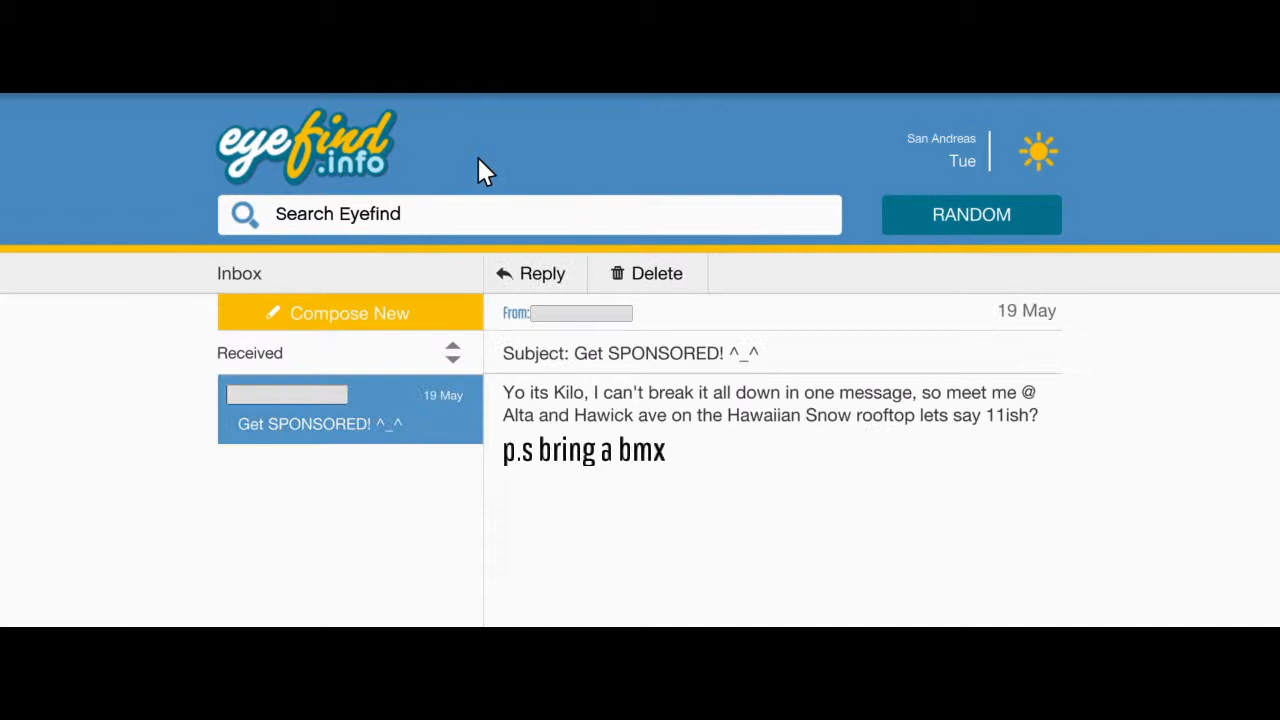 eyefind
.info
San Andreas
Tue
Search Eyefind
RANDOM
Inbox
Reply
Delete
Compose New
From:
19 May
Received
Subject: Get SPONSORED! ^_^
19 May
Get SPONSORED! ^_^
Yo its Kilo, I can't break it all down in one message, so meet me @
Alta and Hawick ave on the Hawaiian Snow rooftop lets say 11ish?
p.s bring a bmx